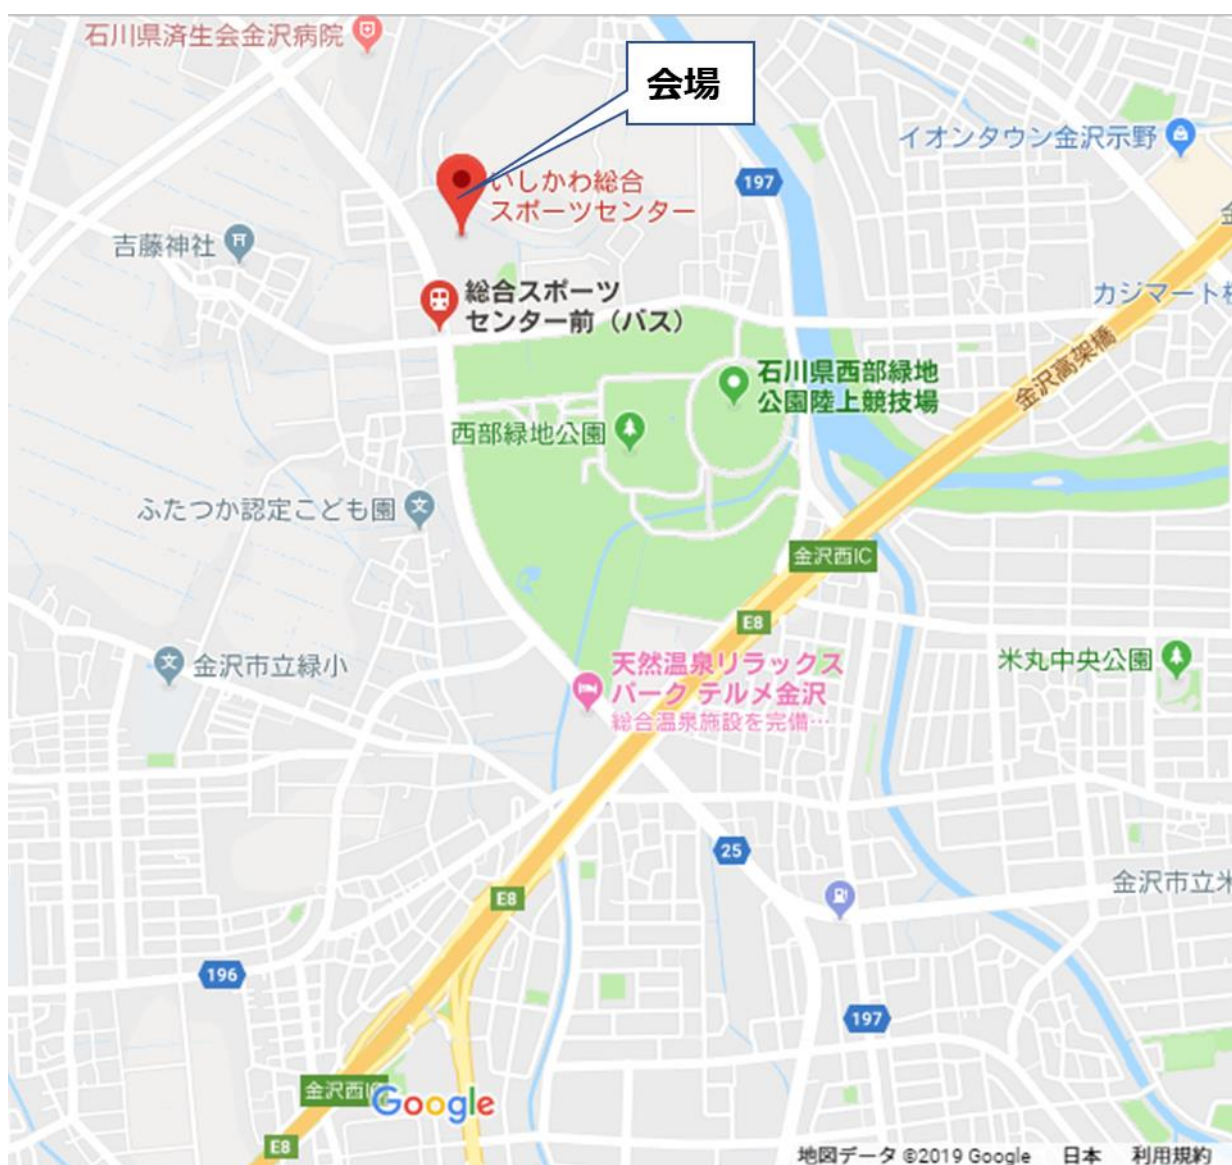 石川県済生会金沢病院
会場
イオンタウン金沢示野
197
いしかわ総合
スポーツセンター
吉藤神社
総合スポーツ
センター前（バス）
カジマート
金沢高架橋
石川県西部緑地
公園陸上競技場
西部緑地公園
ふたつか認定こども園
金沢西IC
E8
天然温泉リラックス
パーク テルメ金沢
総合温泉施設を完備…
米丸中央公園
金沢市立緑小
25
金沢市立米
E8
196
197
金沢西IC
Google
E8
地図データ ©2019 Google 日本 利用規約